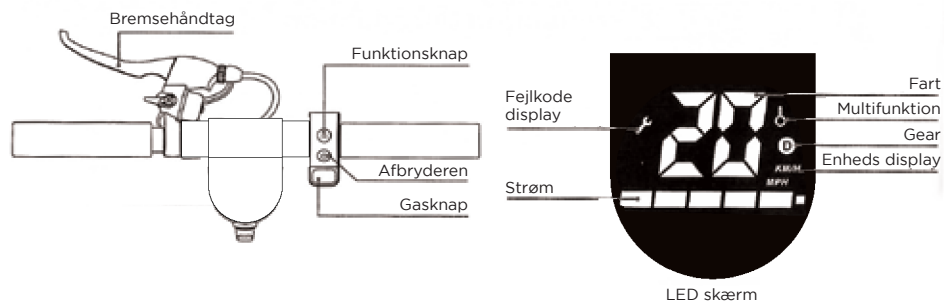 Bremsehåndtag
Funktionsknap
Afbryderen
Gasknap
Fejlkode
display
Strøm
20
D
KM/H
MPH
Fart
Multifunktion
Gear
Enheds display
LED skærm